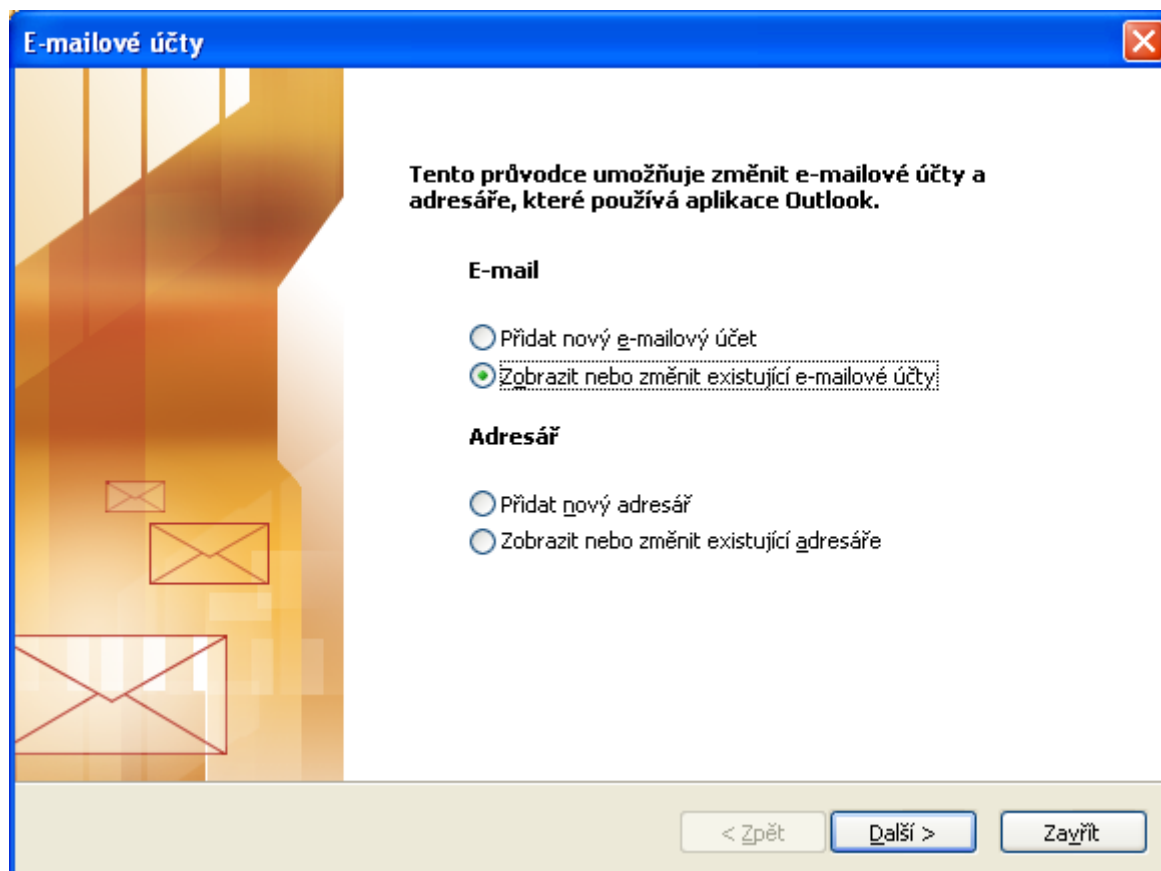 E-mailové účty
Tento průvodce umožňuje změnit e-mailové účty a
adresáře, které používá aplikace Outlook.
E-mail
Přidat nový e-mailový účet
Zobrazit nebo změnit existující e-mailové účty
Adresář
Přidat nový adresář
Zobrazit nebo změnit existující adresáře
< Zpět Další > Zavřít